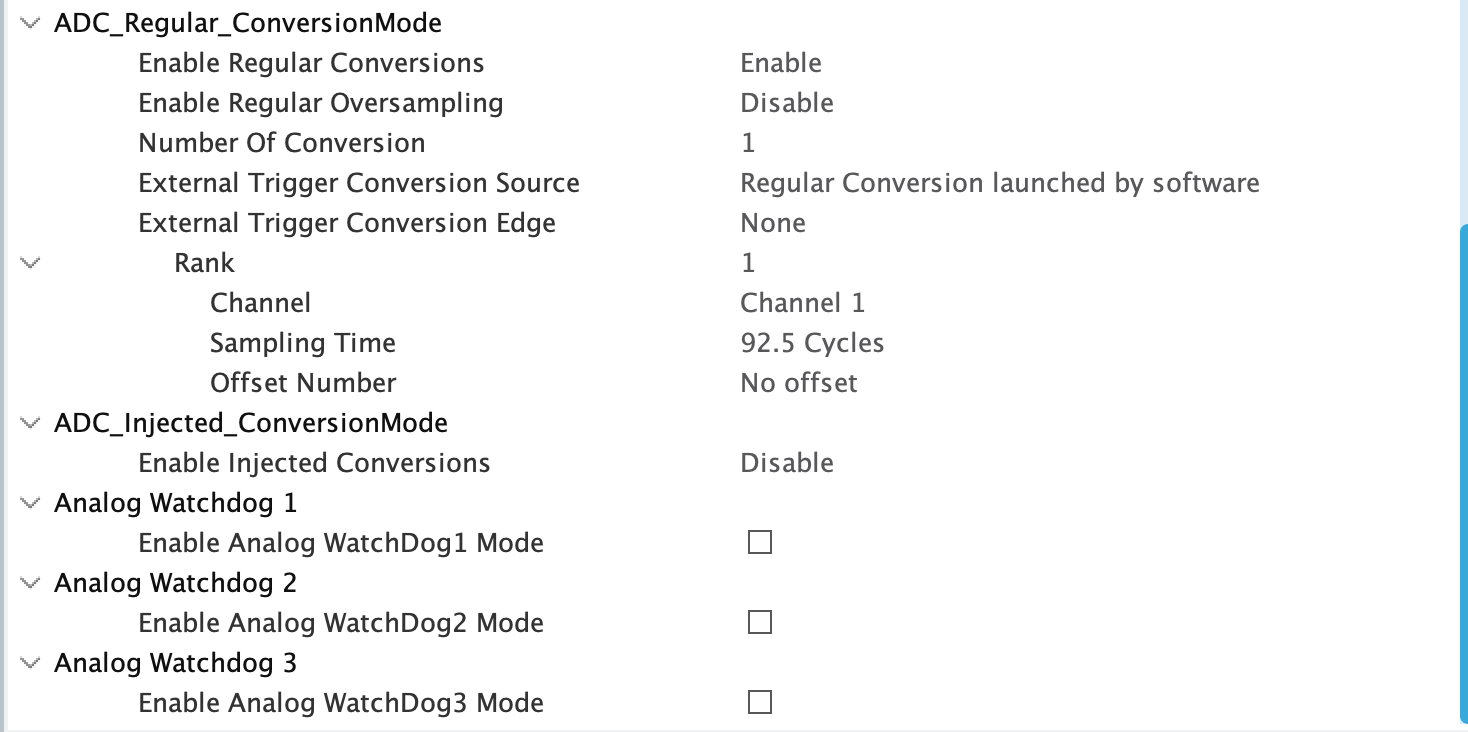 ADC_Regular_ConversionMode
Enable Regular Conversions Enable
Enable Regular Oversampling Disable
Number Of Conversion 1
External Trigger Conversion Source Regular Conversion launched by software
External Trigger Conversion Edge None
Rank 1
Channel Channel 1
Sampling Time 92.5 Cycles
Offset Number No offset
ADC_Injected_ConversionMode
Enable Injected Conversions Disable
Analog Watchdog 1
Enable Analog WatchDog1 Mode
Analog Watchdog 2
Enable Analog WatchDog2 Mode
Analog Watchdog 3
Enable Analog WatchDog3 Mode